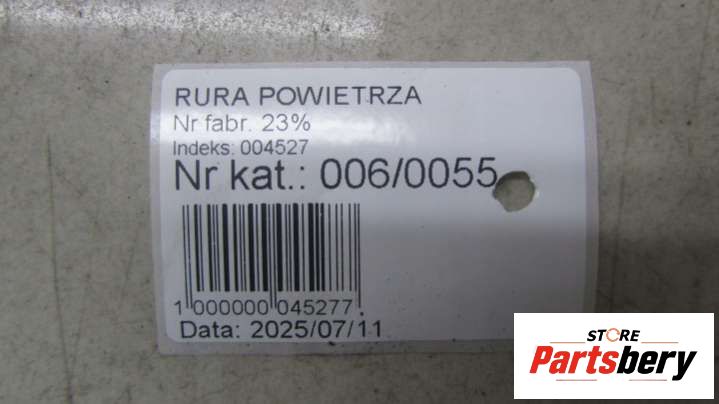 RURA POWIETRZA
Nr fabr. 23%
Indeks: 004527
Nr kat.: 006/0055
1 000000 045277
Data: 2025/07/11
STORE
Partsbery